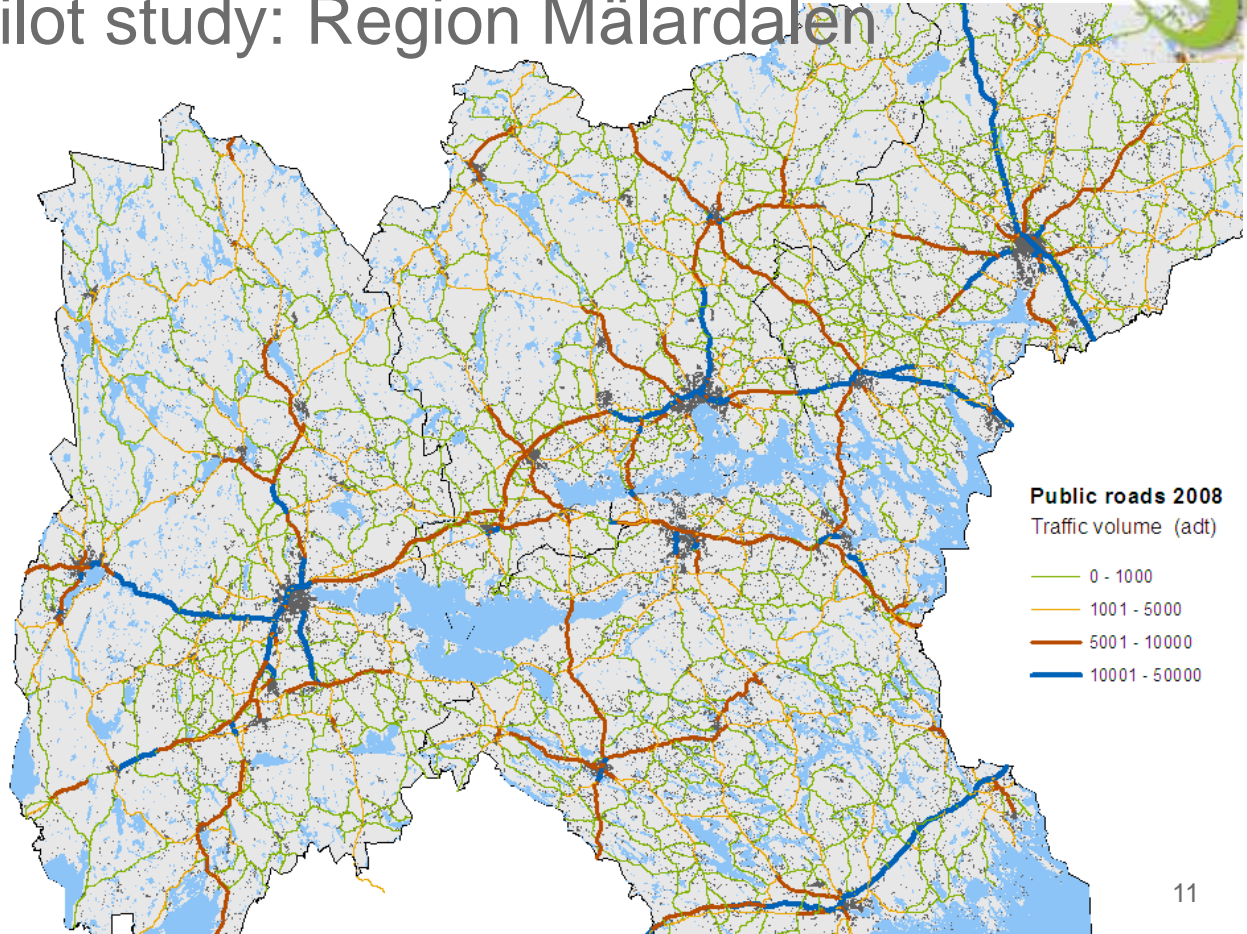 ilot study: Region Mälardalen
Public roads 2008
Traffic volume (adt)
0 - 1000
1001 - 5000
5001 - 10000
10001 - 50000
11